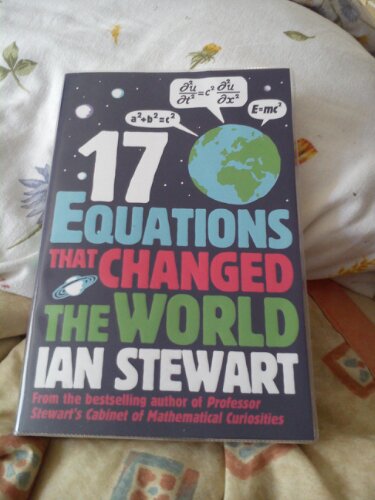 ∂²u/∂t² = c² ∂²u/∂x²
a²+b²=c²
E=mc²
17
EQUATIONS
THAT CHANGED
THE WORLD
IAN STEWART
From the bestselling author of Professor
Stewart's Cabinet of Mathematical Curiosities